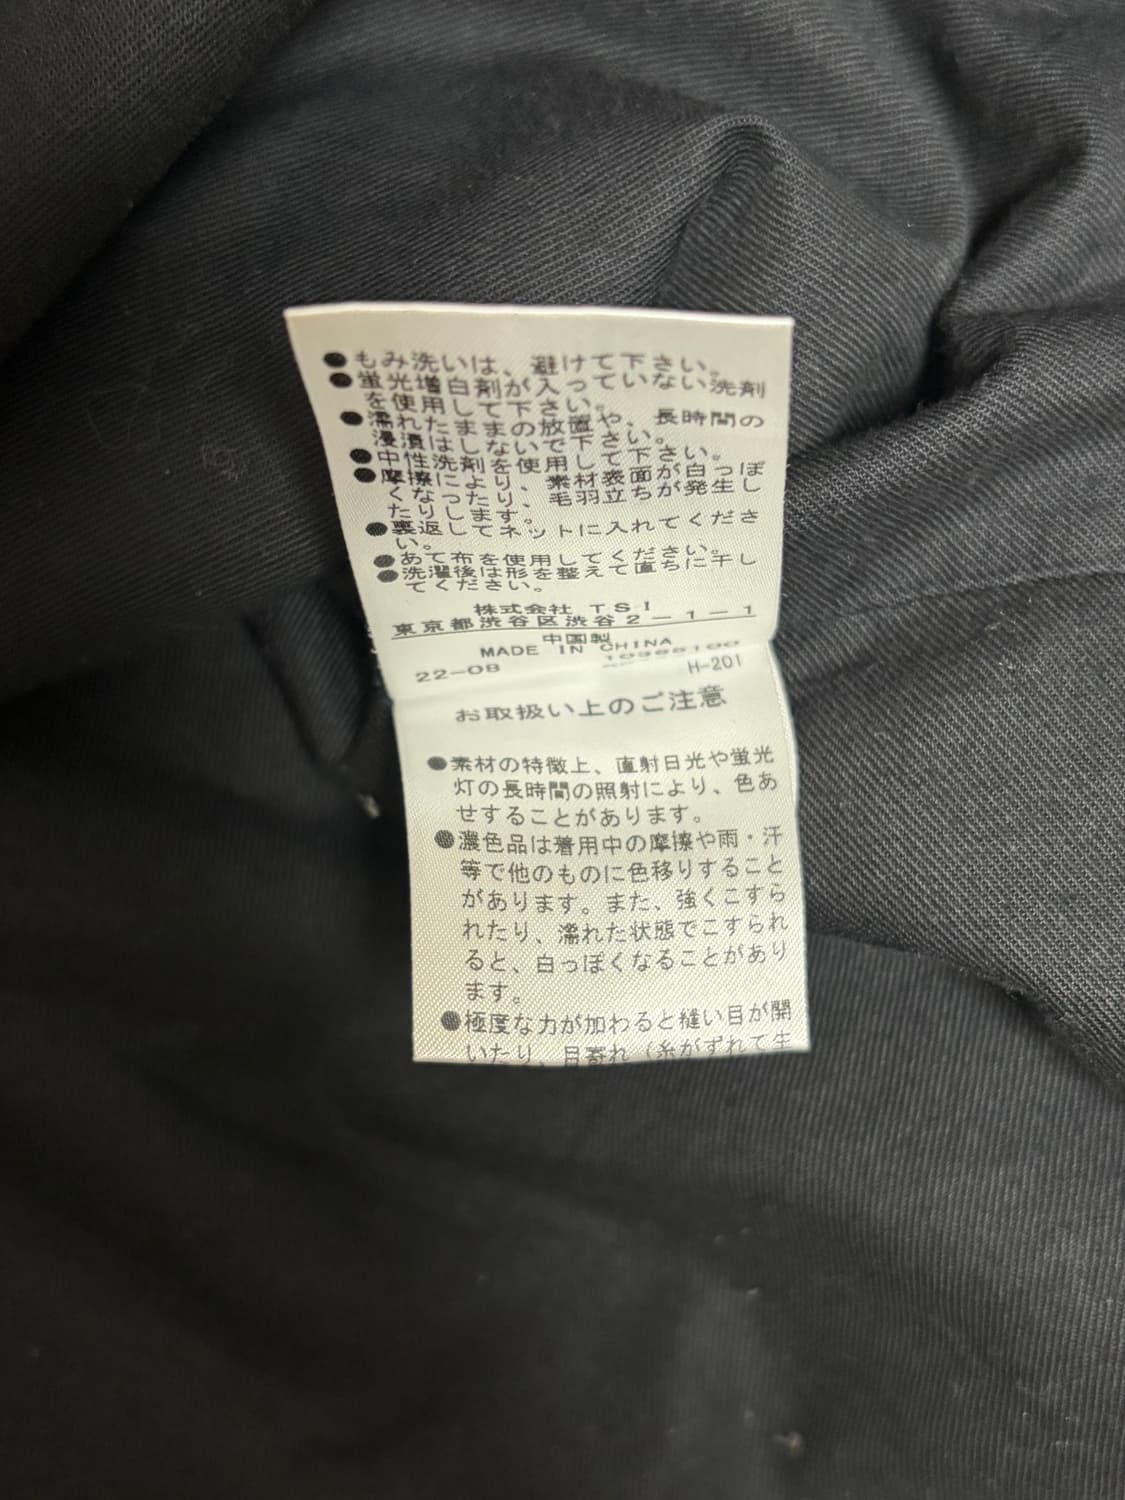 ●もみ洗いは、避けて下さい。
●蛍光増白剤が入っていない洗剤
を使用して下さい。
●濡れたままの放置や、長時間の
浸漬はしないで下さい。
●中性洗剤を使用して下さい。
●摩擦により、素材表面が白っぽ
くなったり、毛羽立ちが発生し
たりします。
●裏返してネットに入れてくださ
い。
●あて布を使用してください。
●洗濯後は形を整えて直ちに干し
てください。
株式会社 TSI
東京都渋谷区渋谷2-1-1
中国製
MADE IN CHINA
22-08
H-201
お取扱い上のご注意
●素材の特徴上、直射日光や蛍光
灯の長時間の照射により、色あ
せすることがあります。
●濃色品は着用中の摩擦や雨・汗
等で他のものに色移りすること
があります。また、強くこすら
れたり、濡れた状態でこすられ
ると、白っぽくなることがあり
ます。
●極度な力が加わると縫い目が開
いたり、目寄れ(糸がずれて生